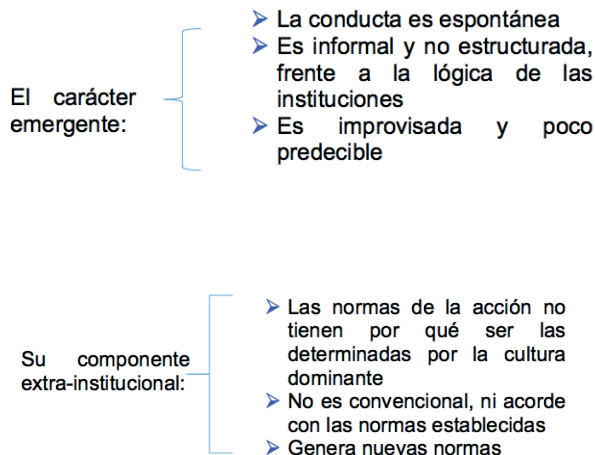 La conducta es espontánea
Es informal y no estructurada,
frente a la lógica de las
instituciones
El carácter
emergente:
Es improvisada y poco
predecible
Las normas de la acción no
tienen por qué ser las
determinadas por la cultura
dominante
Su componente
extra-institucional:
No es convencional, ni acorde
con las normas establecidas
Genera nuevas normas